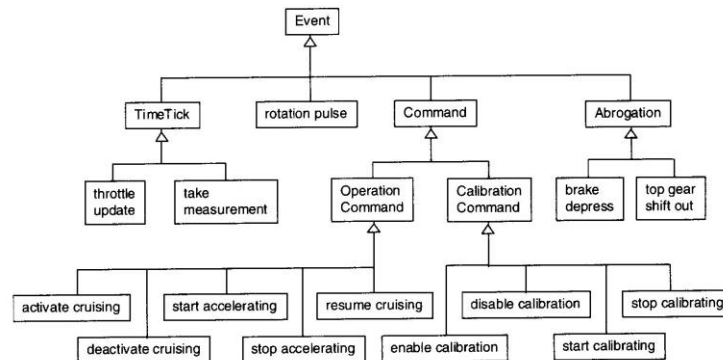 Event
TimeTick
rotation pulse
Command
Abrogation
throttle
update
take
measurement
Operation
Command
Calibration
Command
brake
depress
top gear
shift out
activate cruising
start accelerating
resume cruising
disable calibration
stop calibrating
deactivate cruising
stop accelerating
enable calibration
start calibrating